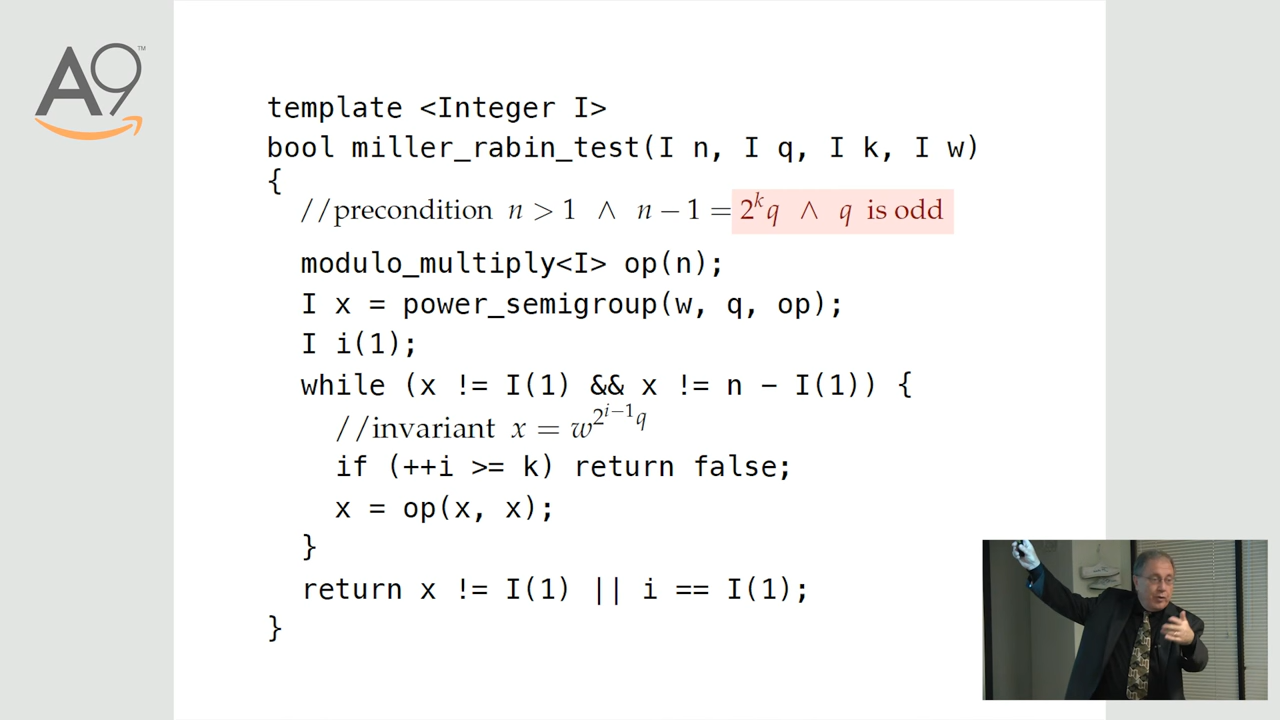 A9™
template <Integer I>
bool miller_rabin_test(I n, I q, I k, I w)
{
//precondition n > 1 ∧ n − 1 = 2^k q ∧ q is odd
modulo_multiply<I> op(n);
I x = power_semigroup(w, q, op);
I i(1);
while (x != I(1) && x != n − I(1)) {
//invariant x = w^{2^{i−1}q}
if (++i >= k) return false;
x = op(x, x);
}
return x != I(1) || i == I(1);
}